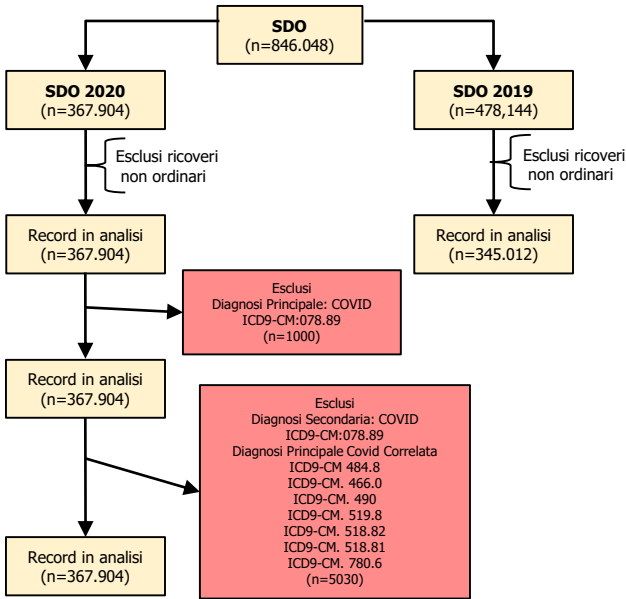 SDO
(n=846.048)
SDO 2020
(n=367.904)
SDO 2019
(n=478,144)
Esclusi ricoveri
non ordinari
Esclusi ricoveri
non ordinari
Record in analisi
(n=367.904)
Record in analisi
(n=345.012)
Esclusi
Diagnosi Principale: COVID
ICD9-CM:078.89
(n=1000)
Record in analisi
(n=367.904)
Esclusi
Diagnosi Secondaria: COVID
ICD9-CM:078.89
Diagnosi Principale Covid Correlata
ICD9-CM 484.8
ICD9-CM. 466.0
ICD9-CM. 490
ICD9-CM. 519.8
ICD9-CM. 518.82
ICD9-CM. 518.81
ICD9-CM. 780.6
(n=5030)
Record in analisi
(n=367.904)